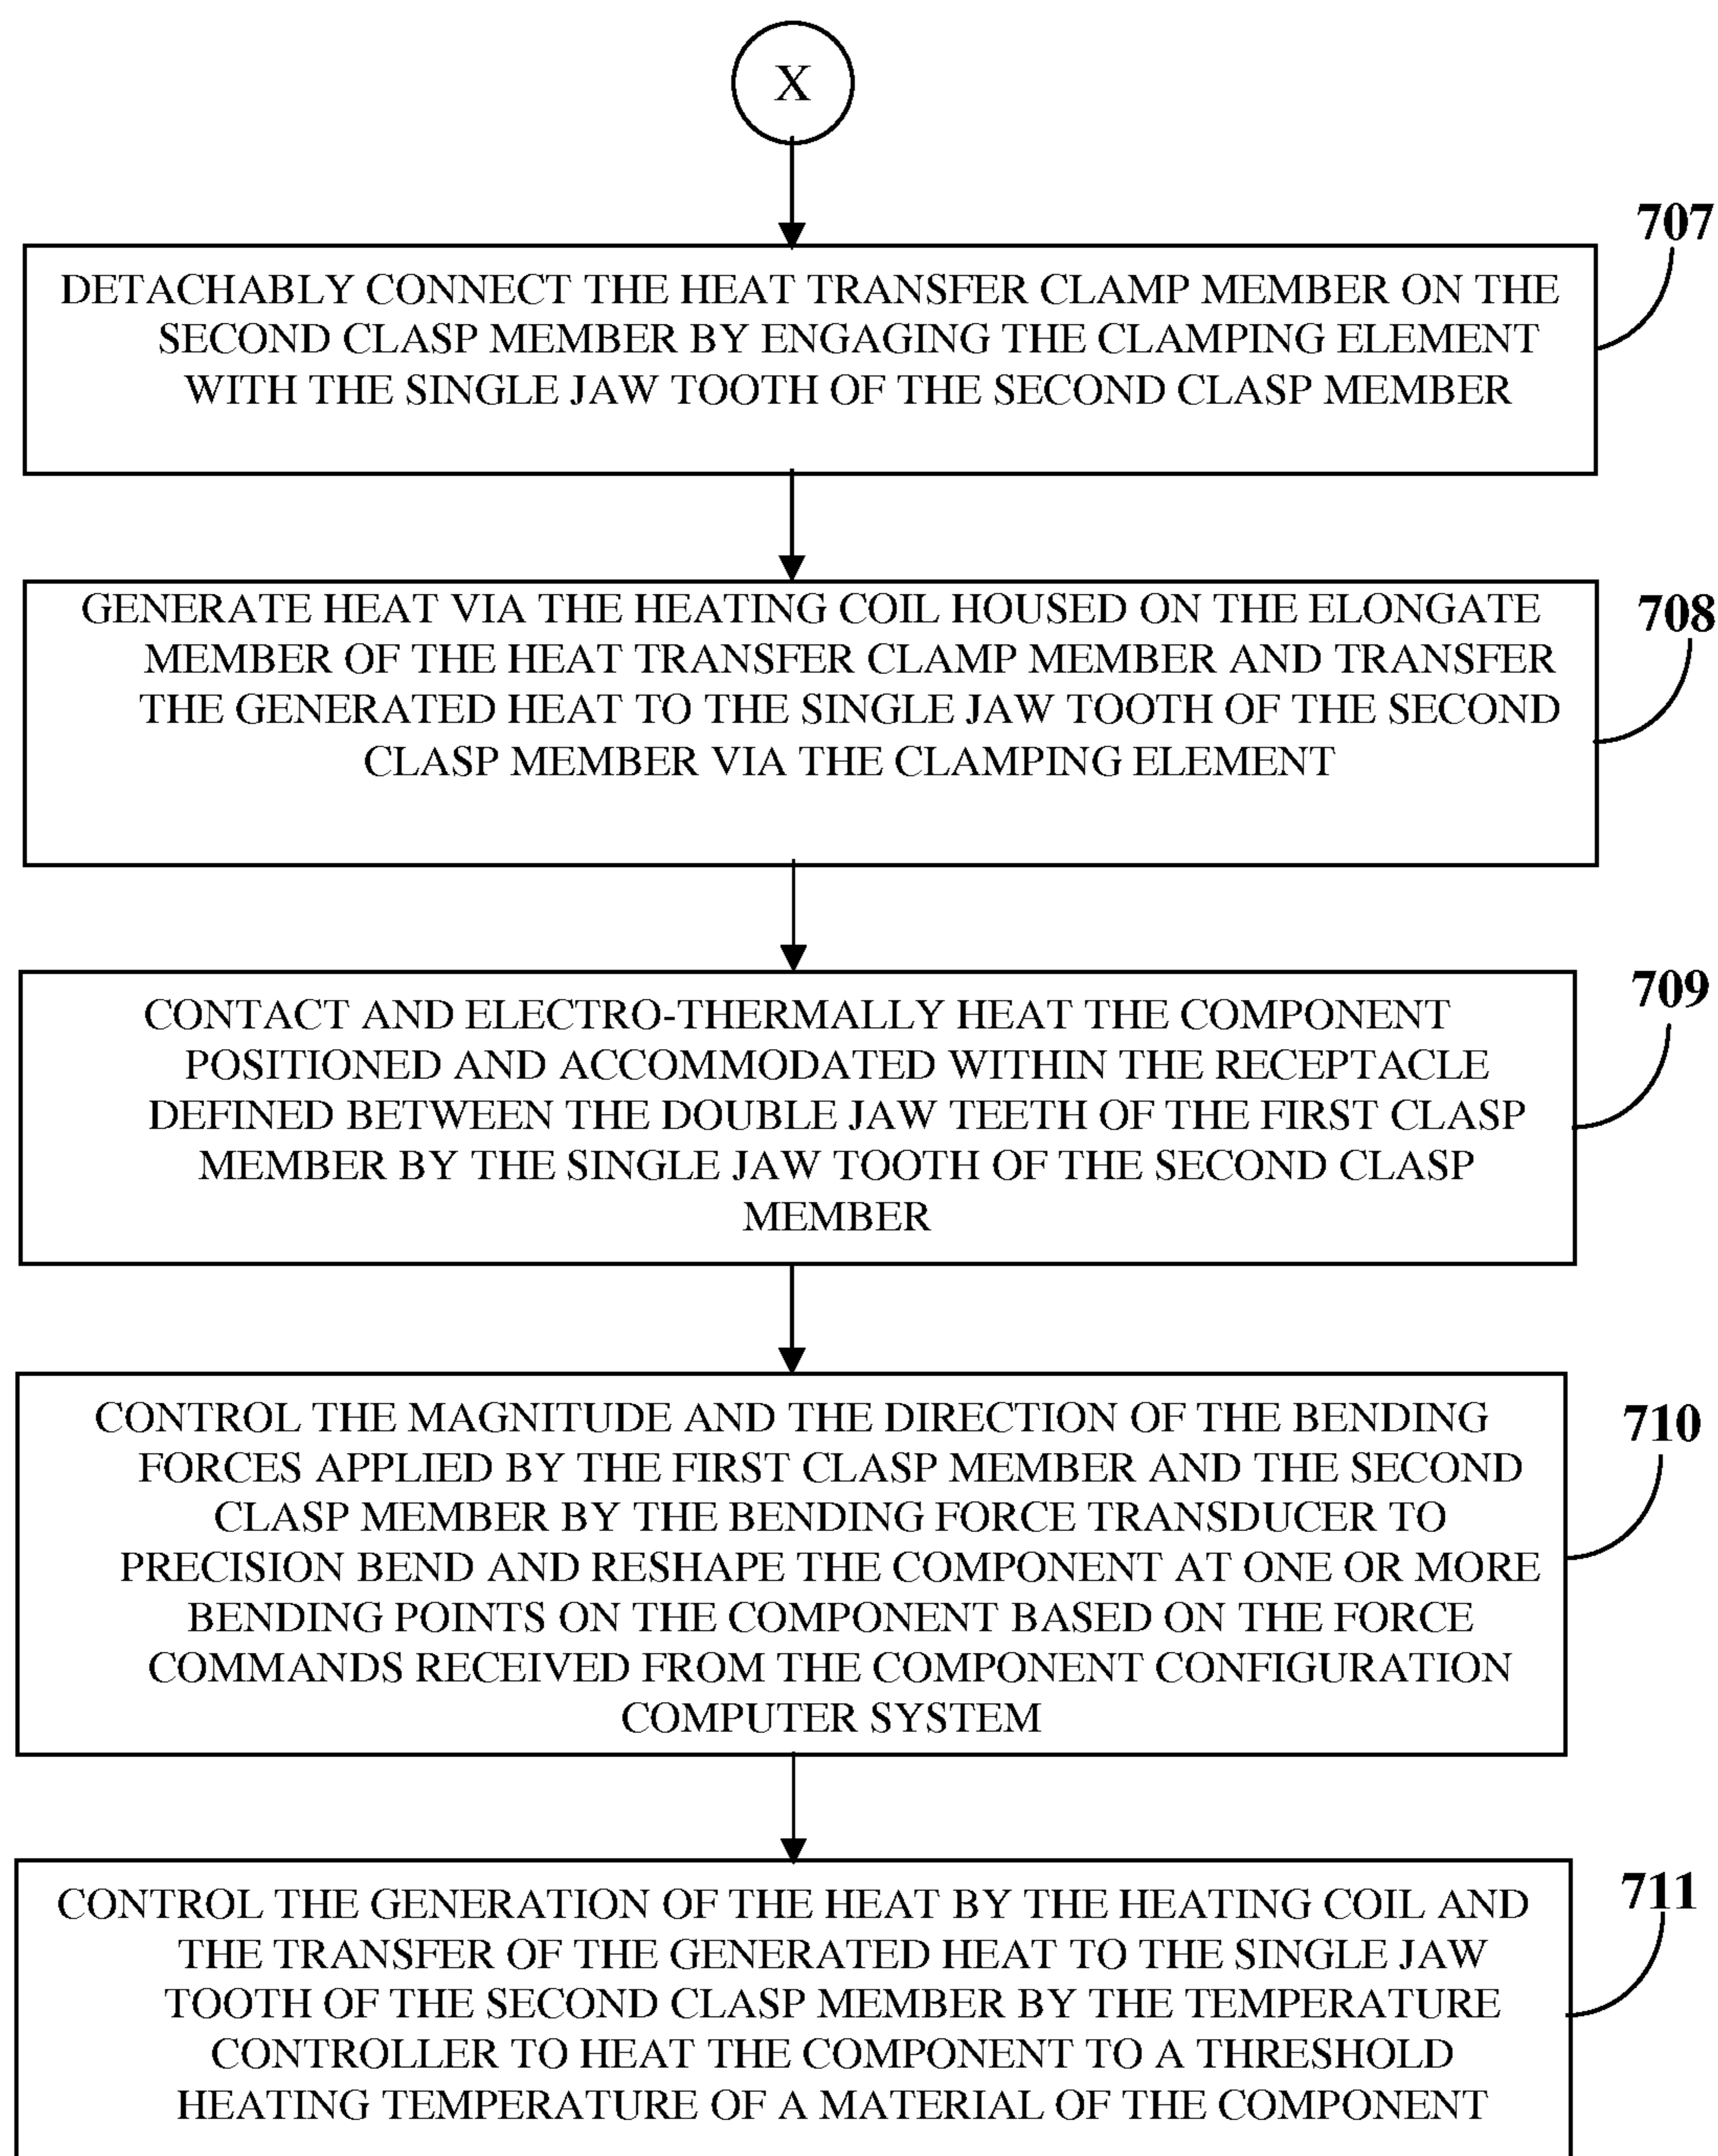 X
707
DETACHABLY CONNECT THE HEAT TRANSFER CLAMP MEMBER ON THE
SECOND CLASP MEMBER BY ENGAGING THE CLAMPING ELEMENT
WITH THE SINGLE JAW TOOTH OF THE SECOND CLASP MEMBER
708
GENERATE HEAT VIA THE HEATING COIL HOUSED ON THE ELONGATE
MEMBER OF THE HEAT TRANSFER CLAMP MEMBER AND TRANSFER
THE GENERATED HEAT TO THE SINGLE JAW TOOTH OF THE SECOND
CLASP MEMBER VIA THE CLAMPING ELEMENT
709
CONTACT AND ELECTRO-THERMALLY HEAT THE COMPONENT
POSITIONED AND ACCOMMODATED WITHIN THE RECEPTACLE
DEFINED BETWEEN THE DOUBLE JAW TEETH OF THE FIRST CLASP
MEMBER BY THE SINGLE JAW TOOTH OF THE SECOND CLASP
MEMBER
710
CONTROL THE MAGNITUDE AND THE DIRECTION OF THE BENDING
FORCES APPLIED BY THE FIRST CLASP MEMBER AND THE SECOND
CLASP MEMBER BY THE BENDING FORCE TRANSDUCER TO
PRECISION BEND AND RESHAPE THE COMPONENT AT ONE OR MORE
BENDING POINTS ON THE COMPONENT BASED ON THE FORCE
COMMANDS RECEIVED FROM THE COMPONENT CONFIGURATION
COMPUTER SYSTEM
711
CONTROL THE GENERATION OF THE HEAT BY THE HEATING COIL AND
THE TRANSFER OF THE GENERATED HEAT TO THE SINGLE JAW
TOOTH OF THE SECOND CLASP MEMBER BY THE TEMPERATURE
CONTROLLER TO HEAT THE COMPONENT TO A THRESHOLD
HEATING TEMPERATURE OF A MATERIAL OF THE COMPONENT